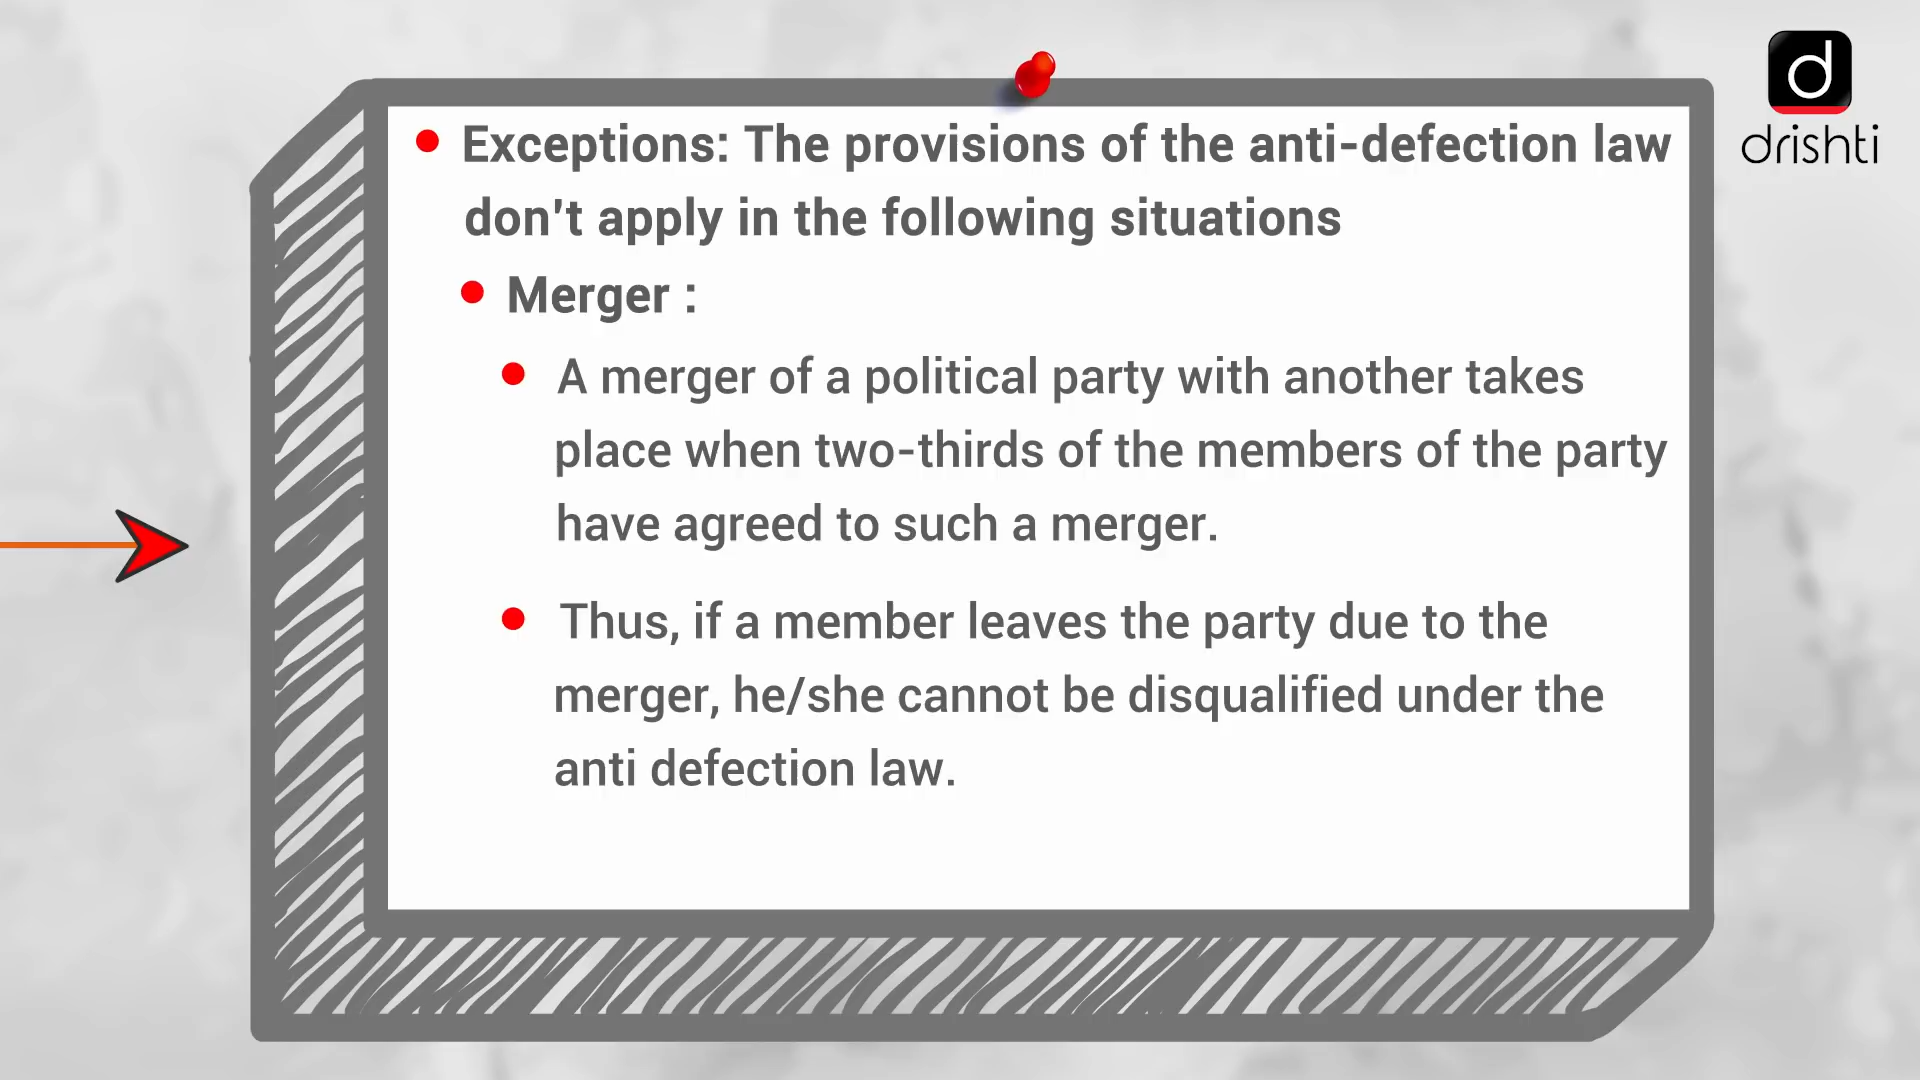 d
drishti
Exceptions: The provisions of the anti-defection law
don't apply in the following situations
Merger :
A merger of a political party with another takes
place when two-thirds of the members of the party
have agreed to such a merger.
Thus, if a member leaves the party due to the
merger, he/she cannot be disqualified under the
anti defection law.